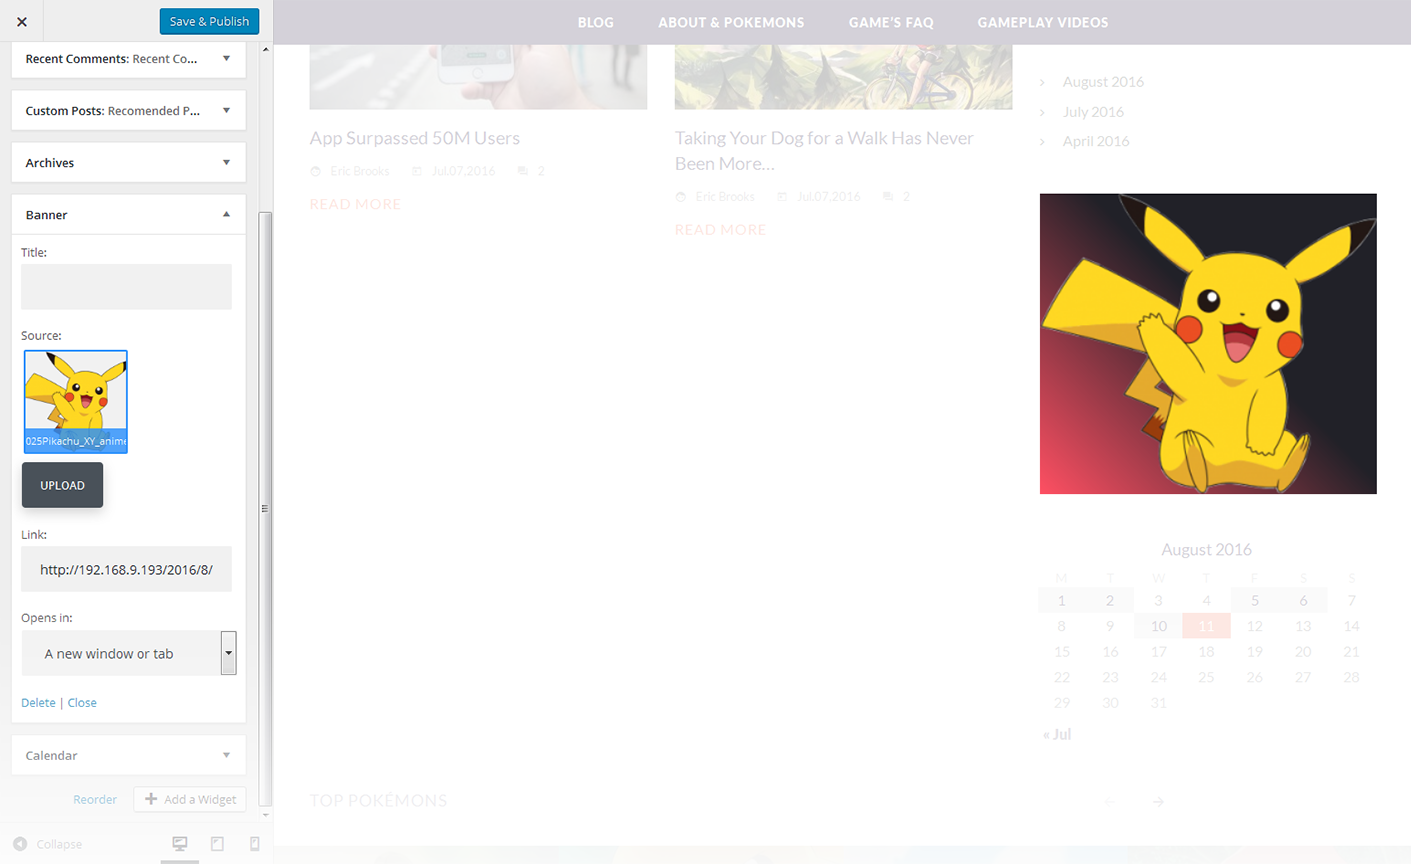 Save & Publish
Recent Comments: Recent Co...
Custom Posts: Recomended P...
Archives
Banner
Title:
Source:
025Pikachu_XY_anime
UPLOAD
Link:
http://192.168.9.193/2016/8/
Opens in:
A new window or tab
Delete | Close
Calendar
Reorder
Add a Widget
Collapse
BLOG ABOUT & POKEMONS GAME'S FAQ GAMEPLAY VIDEOS
App Surpassed 50M Users
Eric Brooks Jul.07.2016 2
READ MORE
Taking Your Dog for a Walk Has Never
Been More...
Eric Brooks Jul.07.2016 2
READ MORE
August 2016
July 2016
April 2016
August 2016
M T W T F S S
1 2 3 4 5 6 7
8 9 10 11 12 13 14
15 16 17 18 19 20 21
22 23 24 25 26 27 28
29 30 31
« Jul
TOP POKÉMONS